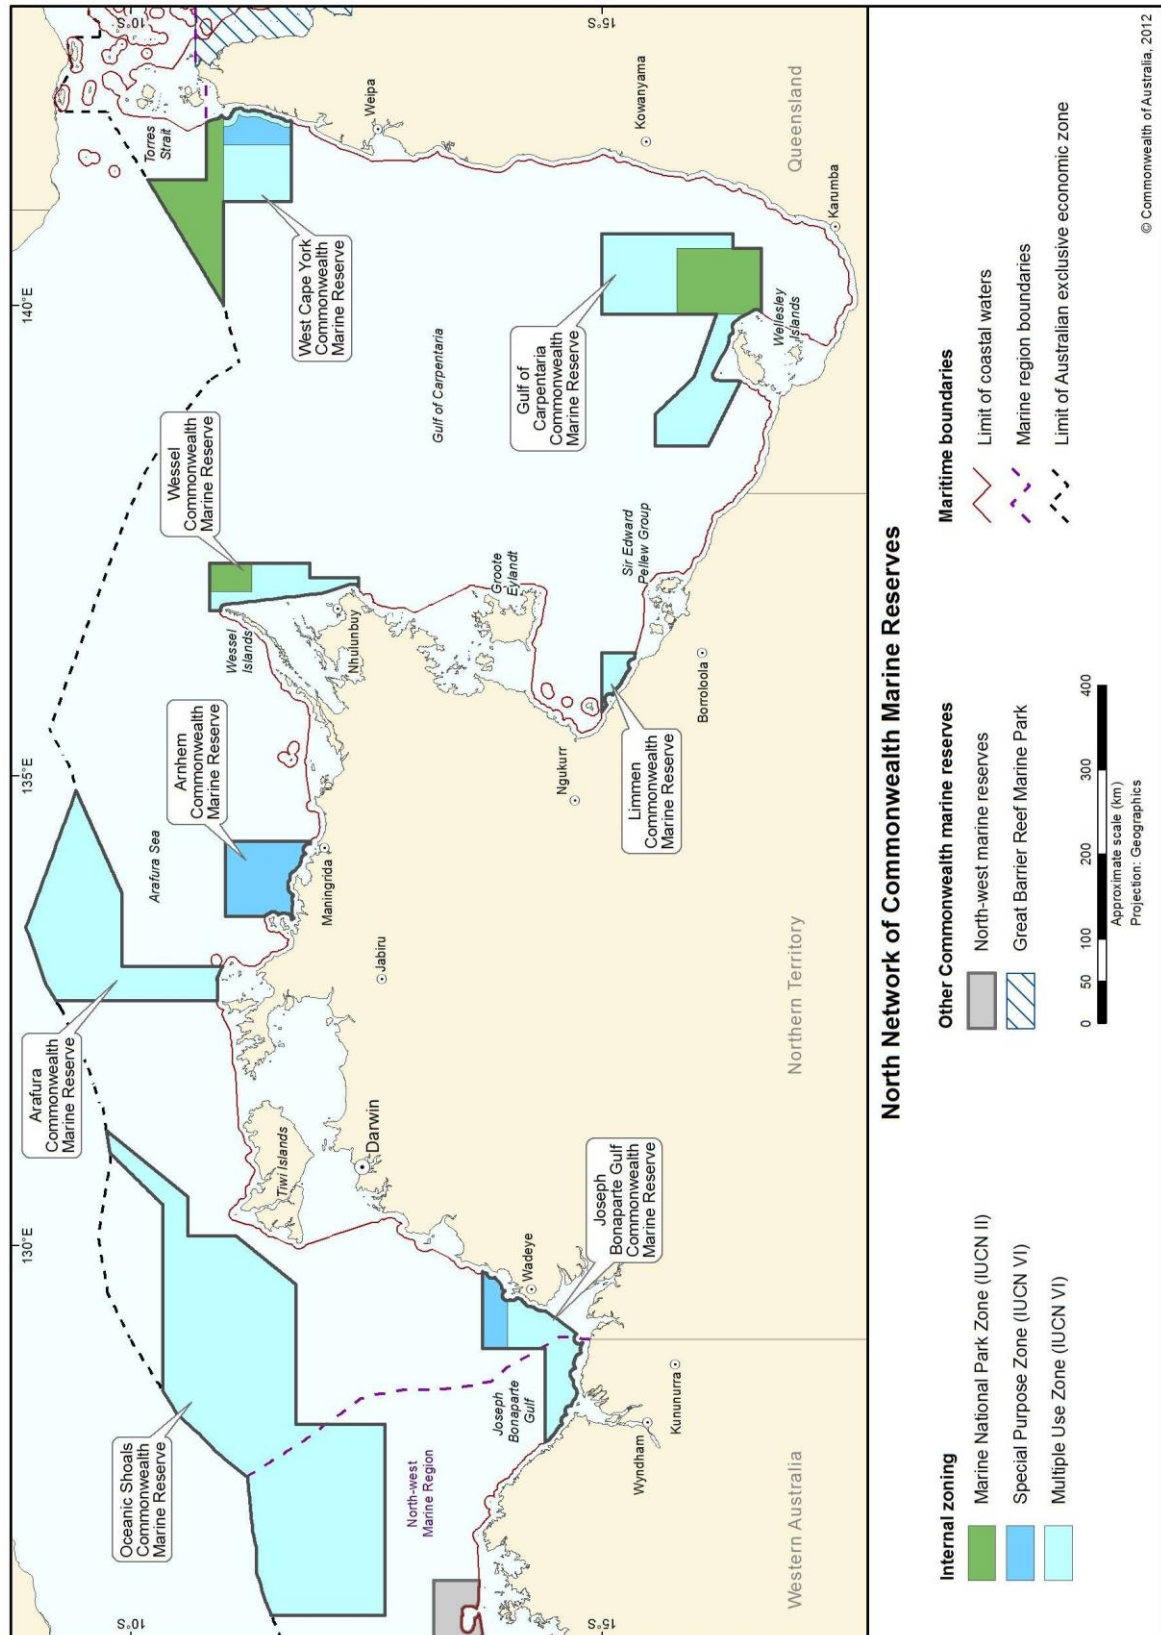 10°S
15°S
10°S
15°S
130°E
135°E
140°E
Oceanic Shoals
Commonwealth
Marine Reserve
Arafura
Commonwealth
Marine Reserve
Arnhem
Commonwealth
Marine Reserve
Wessel
Commonwealth
Marine Reserve
West Cape York
Commonwealth
Marine Reserve
Gulf of
Carpentaria
Commonwealth
Marine Reserve
Limmen
Commonwealth
Marine Reserve
Joseph
Bonaparte Gulf
Commonwealth
Marine Reserve
North-west
Marine Region
Joseph
Bonaparte
Gulf
Tiwi Islands
Arafura Sea
Wessel
Islands
Groote
Eylandt
Sir Edward
Pellew Group
Gulf of Carpentaria
Wellesley
Islands
Torres
Strait
Darwin
Wadeye
Wyndham
Kununurra
Jabiru
Maningrida
Nhulunbuy
Ngukurr
Borroloola
Weipa
Kowanyama
Karumba
Western Australia
Northern Territory
Queensland
North Network of Commonwealth Marine Reserves
Internal zoning
Marine National Park Zone (IUCN II)
Special Purpose Zone (IUCN VI)
Multiple Use Zone (IUCN VI)
Other Commonwealth marine reserves
North-west marine reserves
Great Barrier Reef Marine Park
0 50 100 200 300 400
Approximate scale (km)
Projection: Geographics
Maritime boundaries
Limit of coastal waters
Marine region boundaries
Limit of Australian exclusive economic zone
© Commonwealth of Australia, 2012